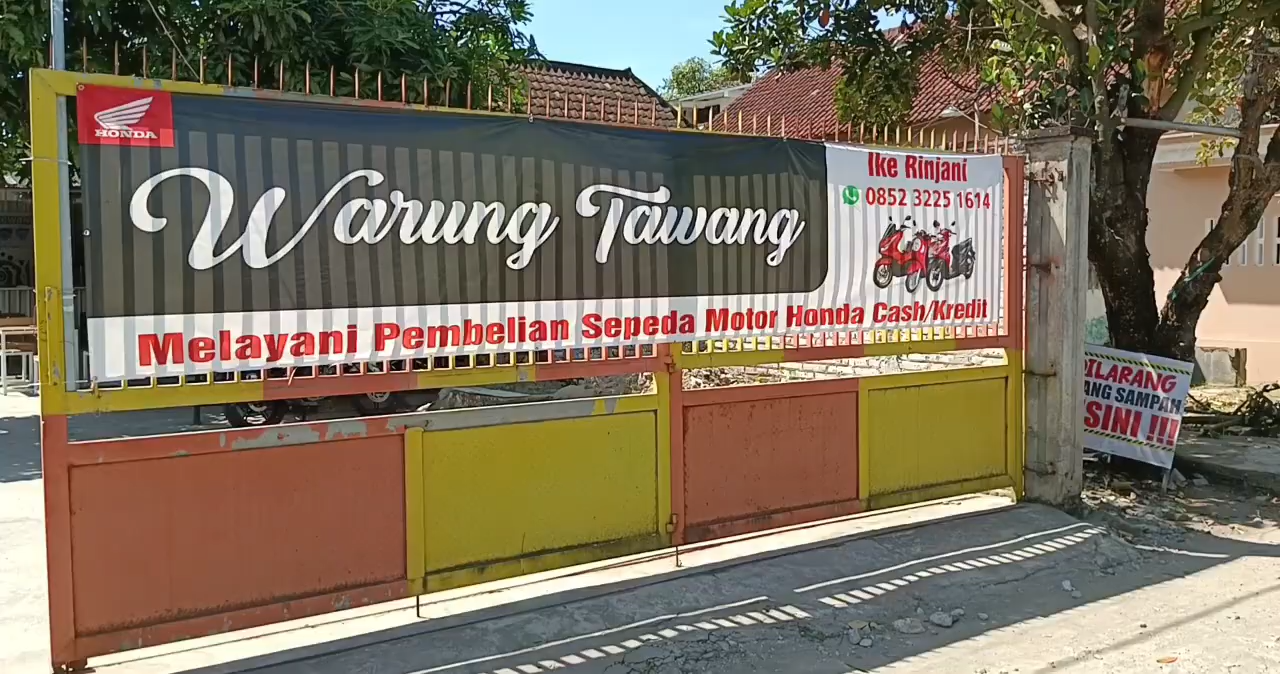 HONDA
Warung Tawang
Ike Rinjani
0852 3225 1614
Melayani Pembelian Sepeda Motor Honda Cash/Kredit
DILARANG
ANG SAMPAH
SINI !!!